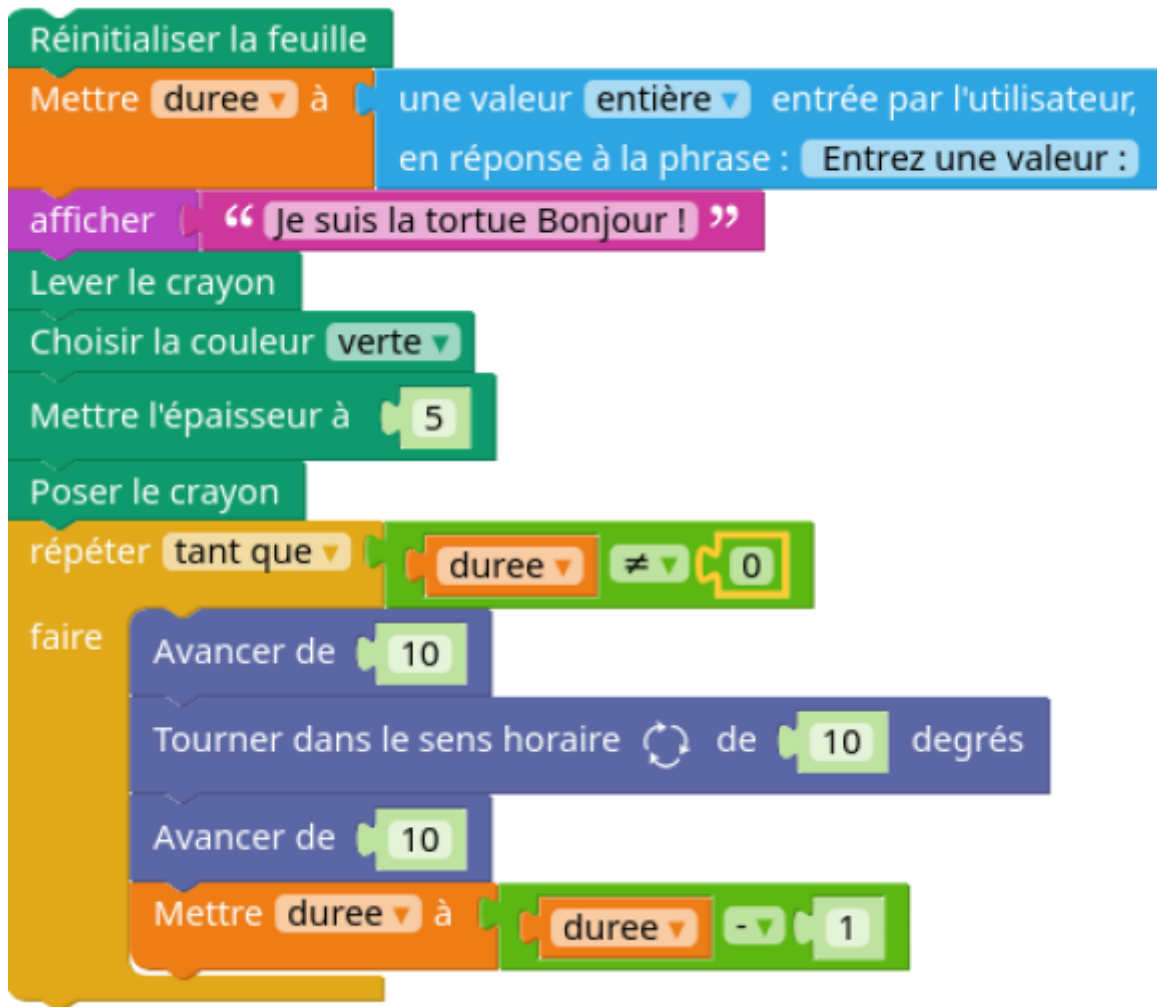 Réinitialiser la feuille
Mettre duree ▾ à une valeur entière ▾ entrée par l'utilisateur,
en réponse à la phrase : Entrez une valeur :
afficher “ Je suis la tortue Bonjour ! ”
Lever le crayon
Choisir la couleur verte ▾
Mettre l'épaisseur à 5
Poser le crayon
répéter tant que ▾ duree ▾ ≠ ▾ 0
faire Avancer de 10
Tourner dans le sens horaire de 10 degrés
Avancer de 10
Mettre duree ▾ à duree ▾ - ▾ 1